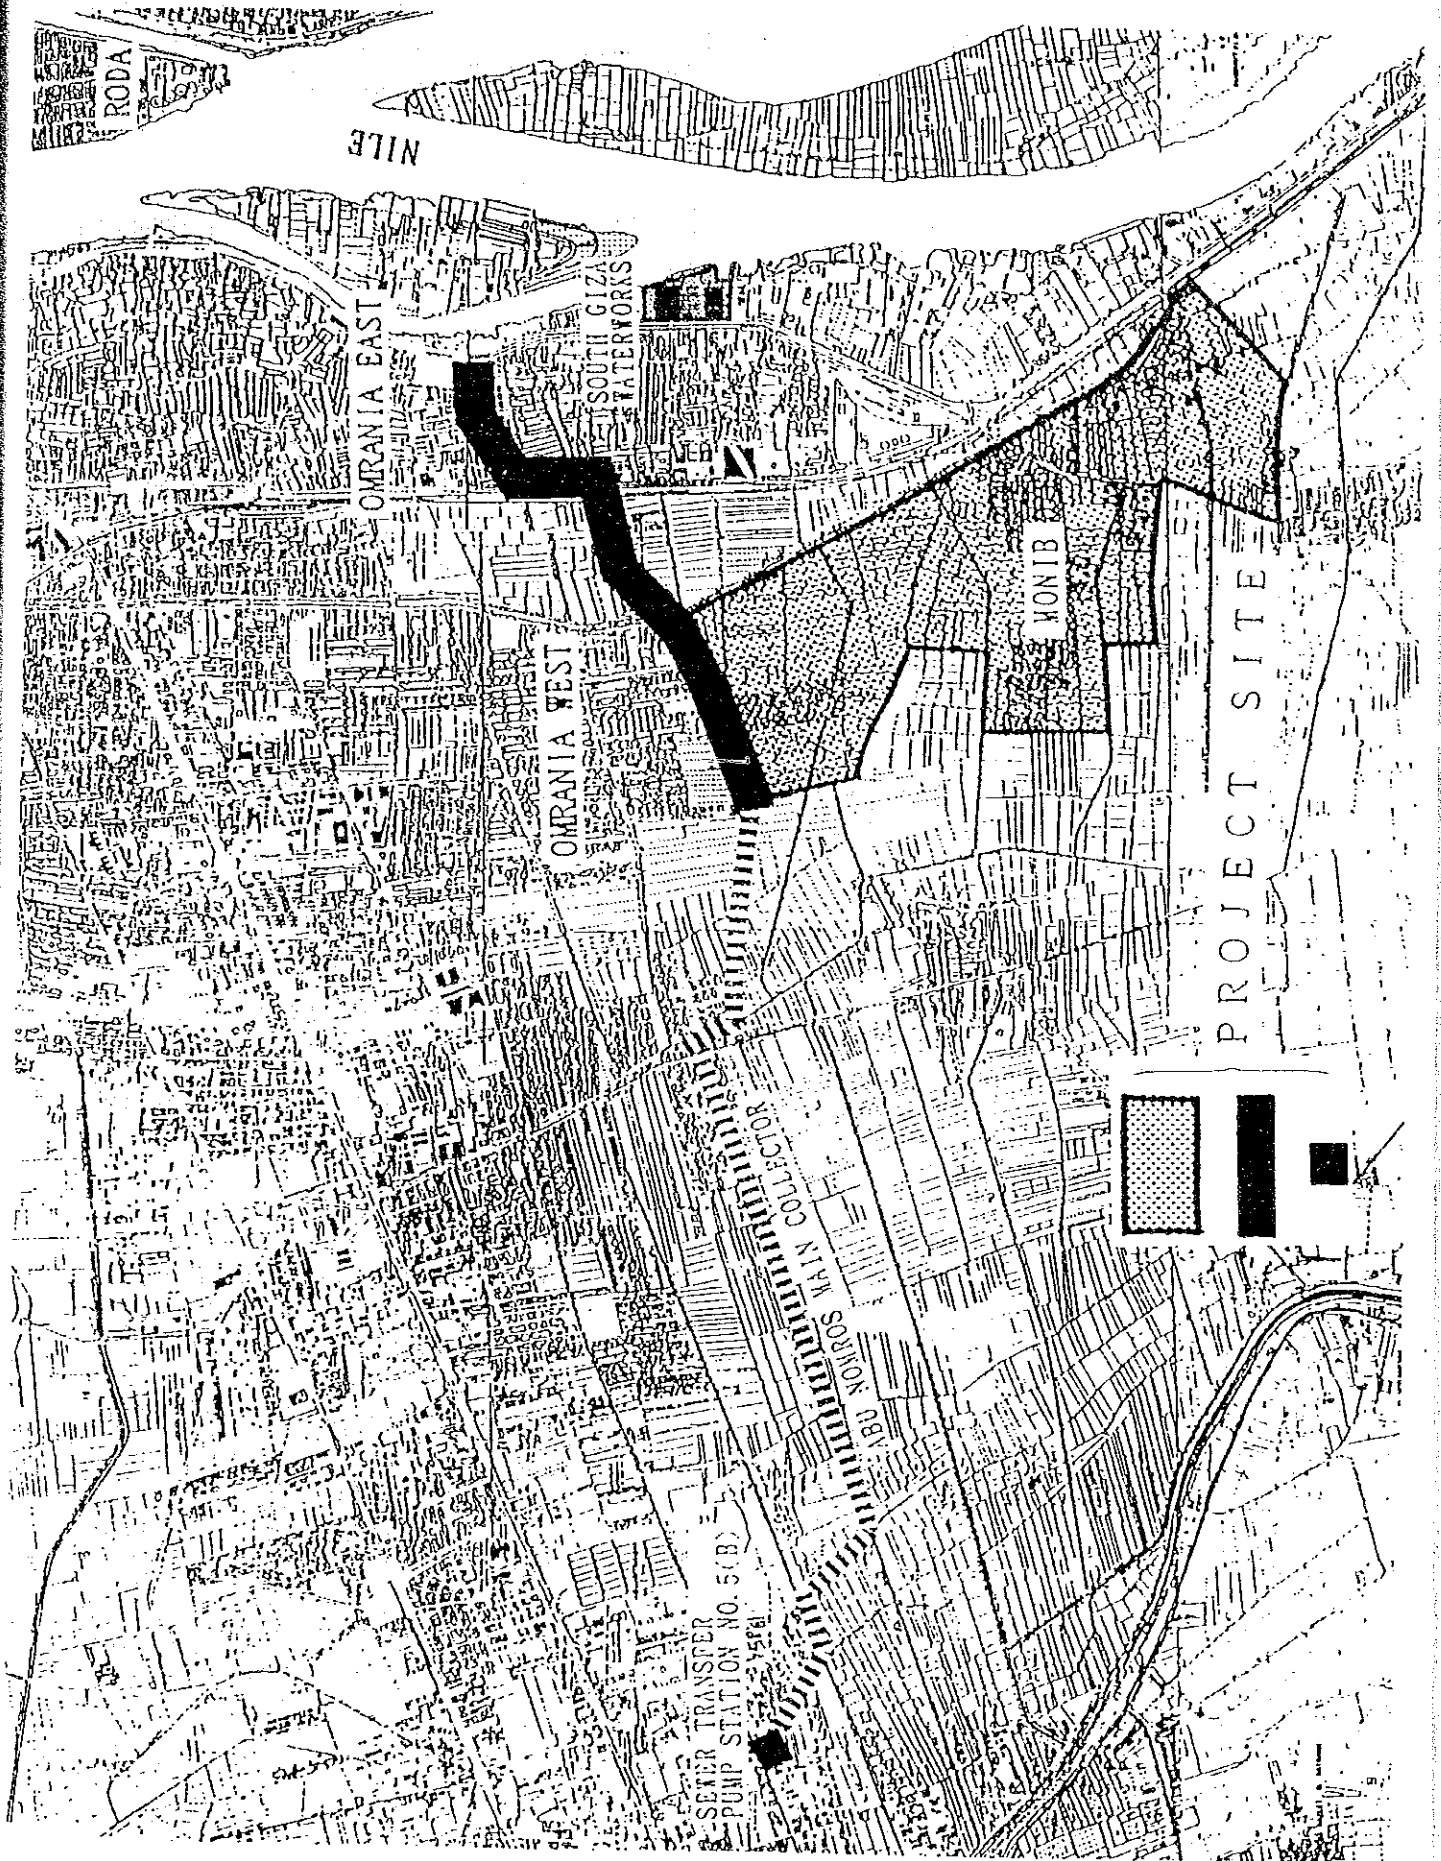 RODA
NILE
OMRANIA EAST
SOUTH GIZA
WATERWORKS
OMRANIA WEST
MONIB
PROJECT SITE
ABU NOMROS MAIN COLLECTOR
SEWER TRANSFER
PUMP STATION NO.5(B)